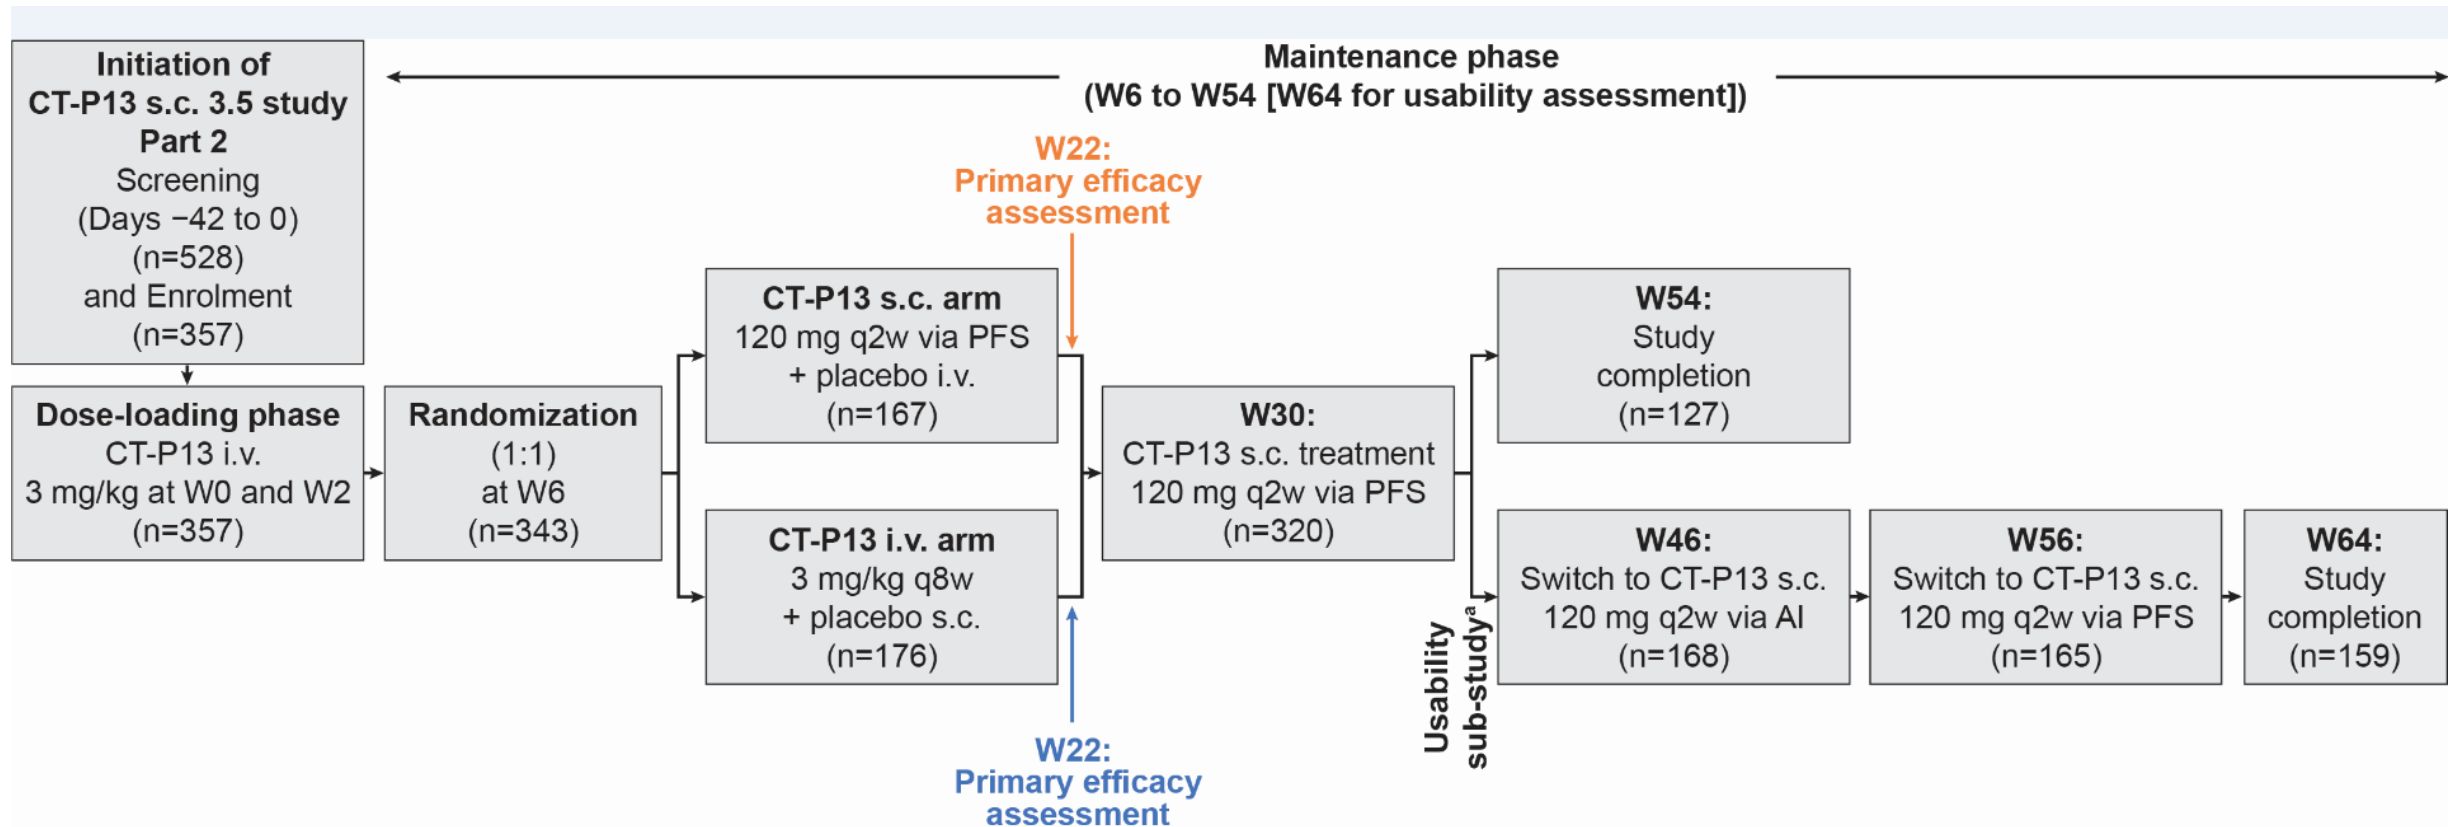 Initiation of
CT-P13 s.c. 3.5 study
Part 2
Screening
(Days −42 to 0)
(n=528)
and Enrolment
(n=357)
Maintenance phase
(W6 to W54 [W64 for usability assessment])
W22:
Primary efficacy
assessment
Dose-loading phase
CT-P13 i.v.
3 mg/kg at W0 and W2
(n=357)
Randomization
(1:1)
at W6
(n=343)
CT-P13 s.c. arm
120 mg q2w via PFS
+ placebo i.v.
(n=167)
CT-P13 i.v. arm
3 mg/kg q8w
+ placebo s.c.
(n=176)
W22:
Primary efficacy
assessment
W30:
CT-P13 s.c. treatment
120 mg q2w via PFS
(n=320)
W54:
Study
completion
(n=127)
Usability
sub-studyᵃ
W46:
Switch to CT-P13 s.c.
120 mg q2w via AI
(n=168)
W56:
Switch to CT-P13 s.c.
120 mg q2w via PFS
(n=165)
W64:
Study
completion
(n=159)